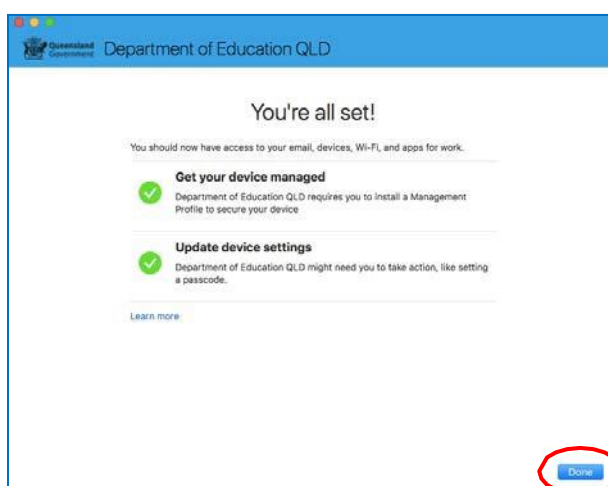 Queensland
Government
Department of Education QLD
You're all set!
You should now have access to your email, devices, Wi-Fi, and apps for work.
Get your device managed
Department of Education QLD requires you to install a Management
Profile to secure your device
Update device settings
Department of Education QLD might need you to take action, like setting
a passcode.
Learn more
Done